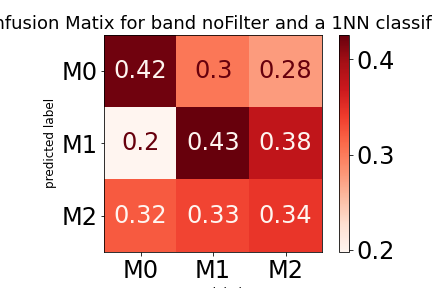 nfusion Matix for band noFilter and a 1NN classif
M0 0.42 0.3 0.28
M1 0.2 0.43 0.38
M2 0.32 0.33 0.34
M0 M1 M2
predicted label
0.4
0.3
0.2